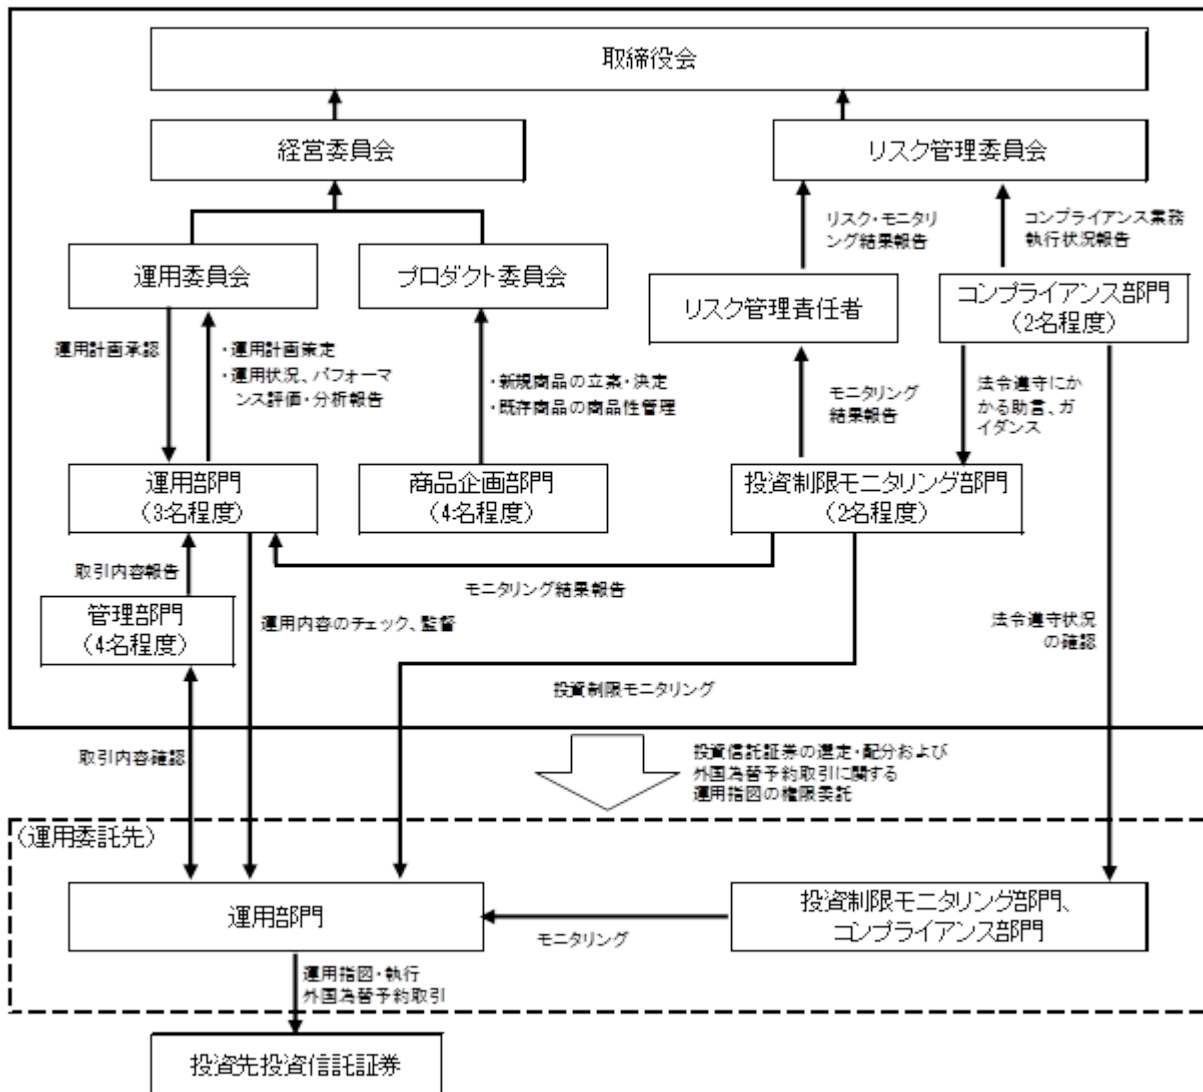 取締役会
経営委員会
リスク管理委員会
リスク・モニタリ
ング結果報告
コンプライアンス業務
執行状況報告
運用委員会
プロダクト委員会
リスク管理責任者
コンプライアンス部門
(2名程度)
運用計画承認
・運用計画策定
・運用状況、パフォーマ
ンス評価・分析報告
・新規商品の立案・決定
・既存商品の商品性管理
モニタリング
結果報告
法令遵守にか
かる助言、ガ
イダンス
運用部門
(3名程度)
商品企画部門
(4名程度)
投資制限モニタリング部門
(2名程度)
取引内容報告
モニタリング結果報告
管理部門
(4名程度)
運用内容のチェック、監督
法令遵守状況
の確認
投資制限モニタリング
取引内容確認
投資信託証券の選定・配分および
外国為替予約取引に関する
運用指図の権限委託
(運用委託先)
運用部門
投資制限モニタリング部門、
コンプライアンス部門
モニタリング
運用指図・執行
外国為替予約取引
投資先投資信託証券